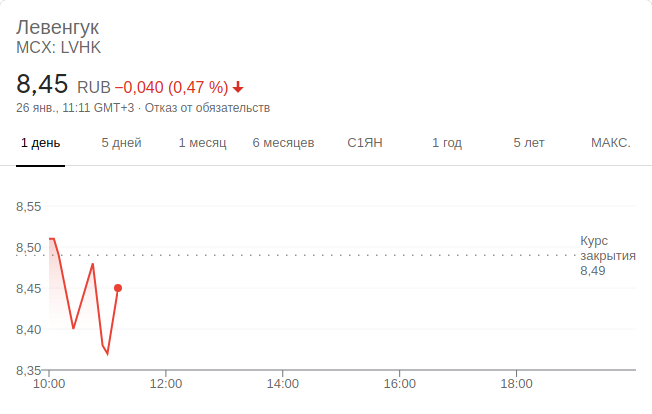 Левенгук
MCX: LVHK
8,45 RUB −0,040 (0,47 %)
26 янв., 11:11 GMT+3 · Отказ от обязательств
1 день 5 дней 1 месяц 6 месяцев С1ЯН 1 год 5 лет МАКС.
8,55
8,50
8,45
8,40
8,35
Курс
закрытия
8,49
10:00 12:00 14:00 16:00 18:00